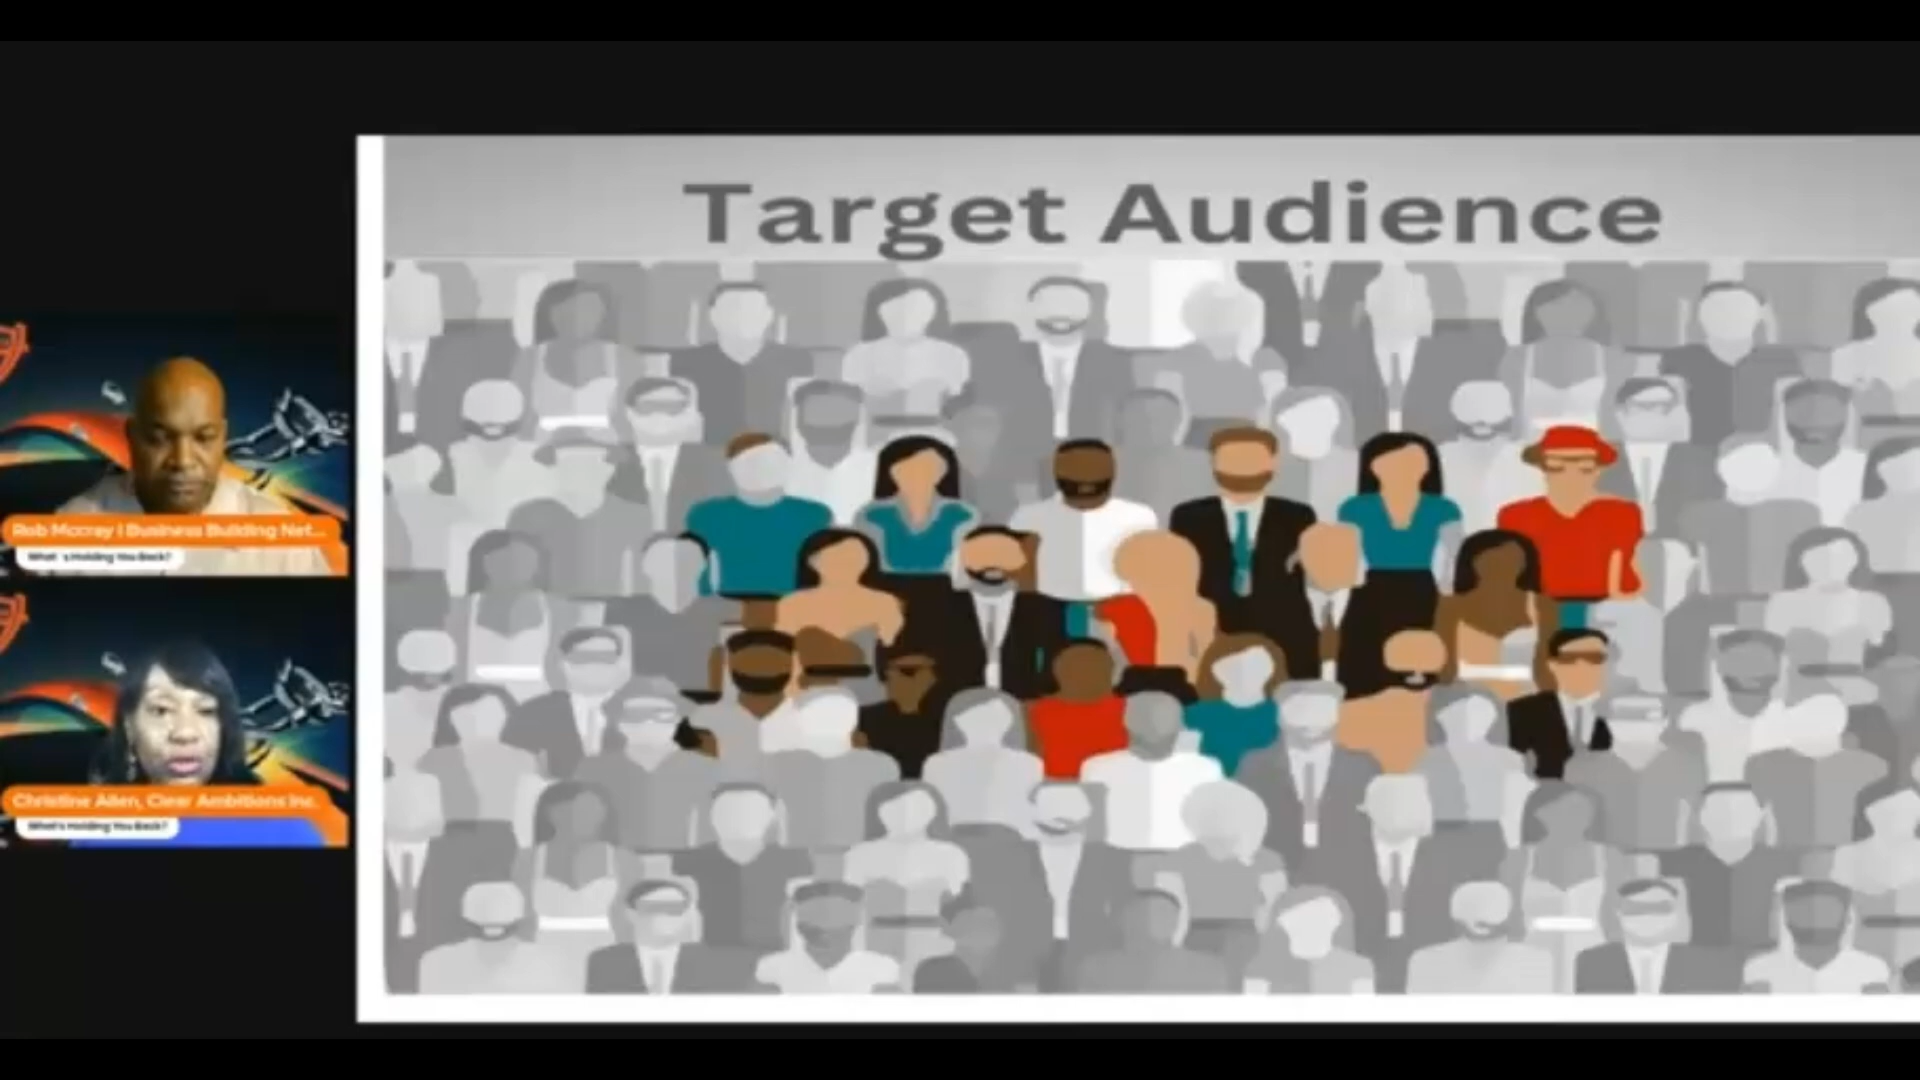 Target Audience
Rob Mccray | Business Building Net...
What's Holding You Back?
Christine Allen, Clear Ambitions Inc.
What's Holding You Back?